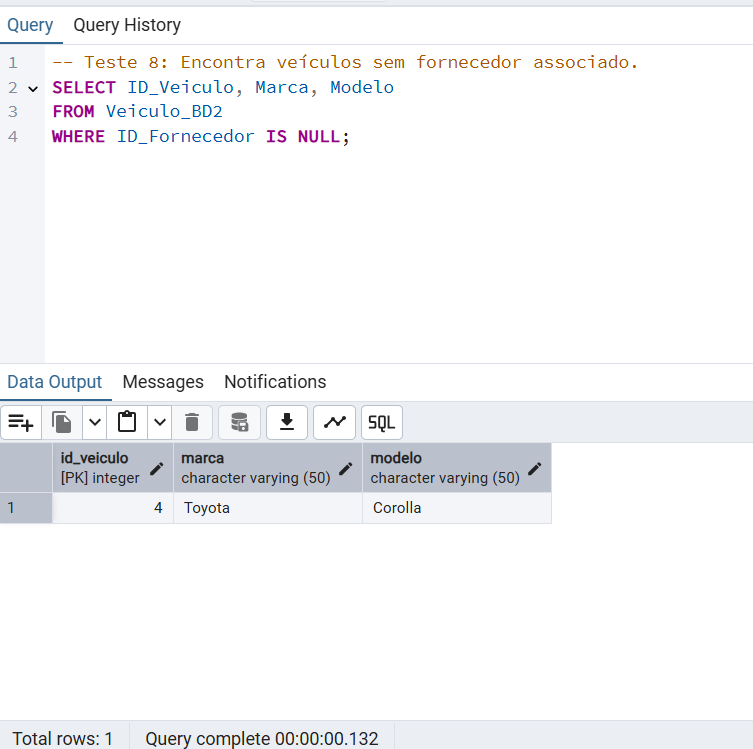 Query Query History
1 -- Teste 8: Encontra veículos sem fornecedor associado.
2 SELECT ID_Veiculo, Marca, Modelo
3 FROM Veiculo_BD2
4 WHERE ID_Fornecedor IS NULL;
Data Output Messages Notifications
SQL
id_veiculo marca modelo
[PK] integer character varying (50) character varying (50)
1 4 Toyota Corolla
Total rows: 1 Query complete 00:00:00.132